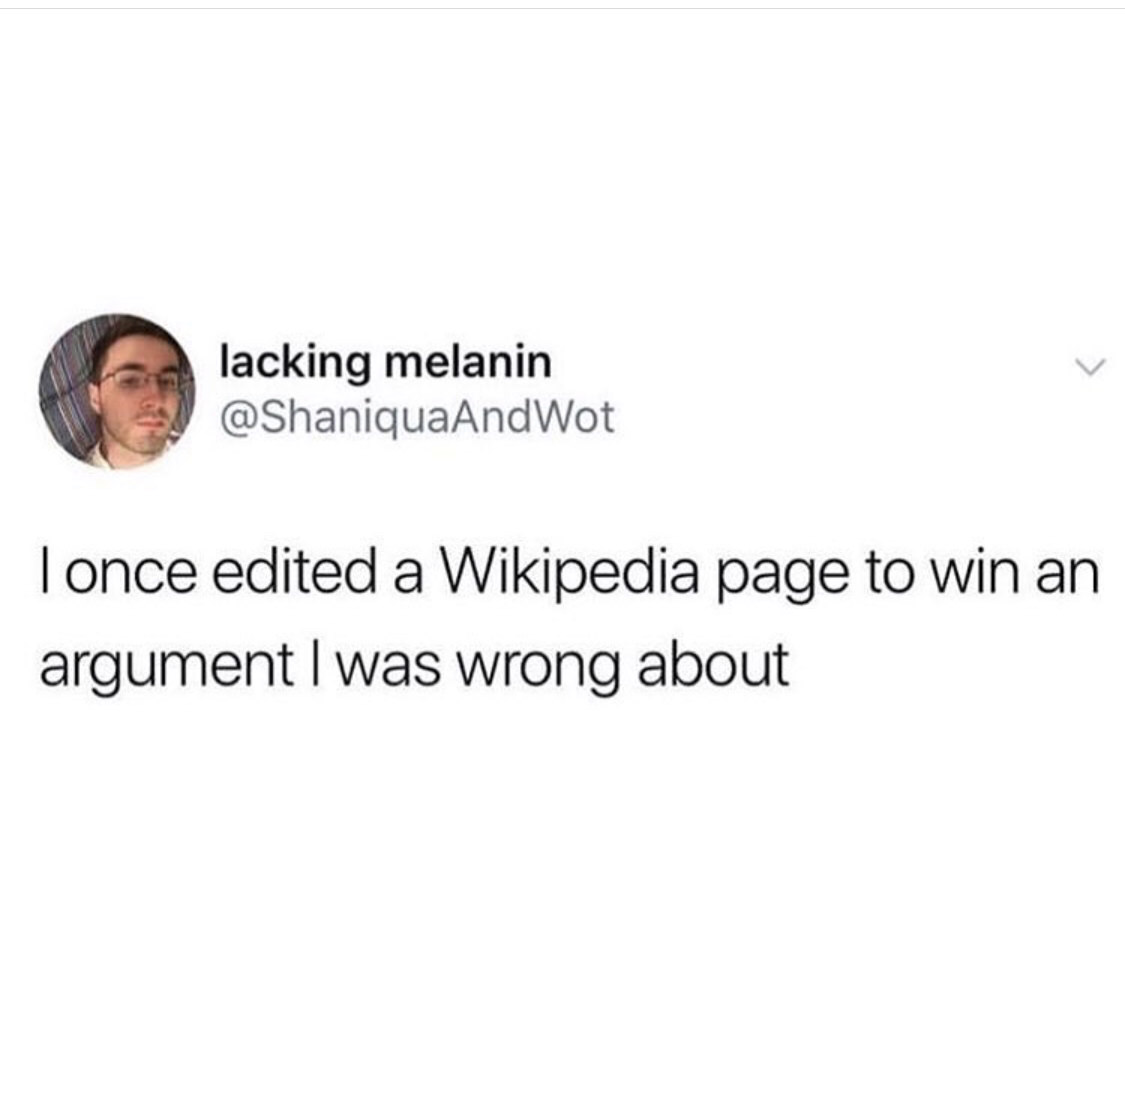 lacking melanin
@ShaniquaAndWot
I once edited a Wikipedia page to win an
argument I was wrong about